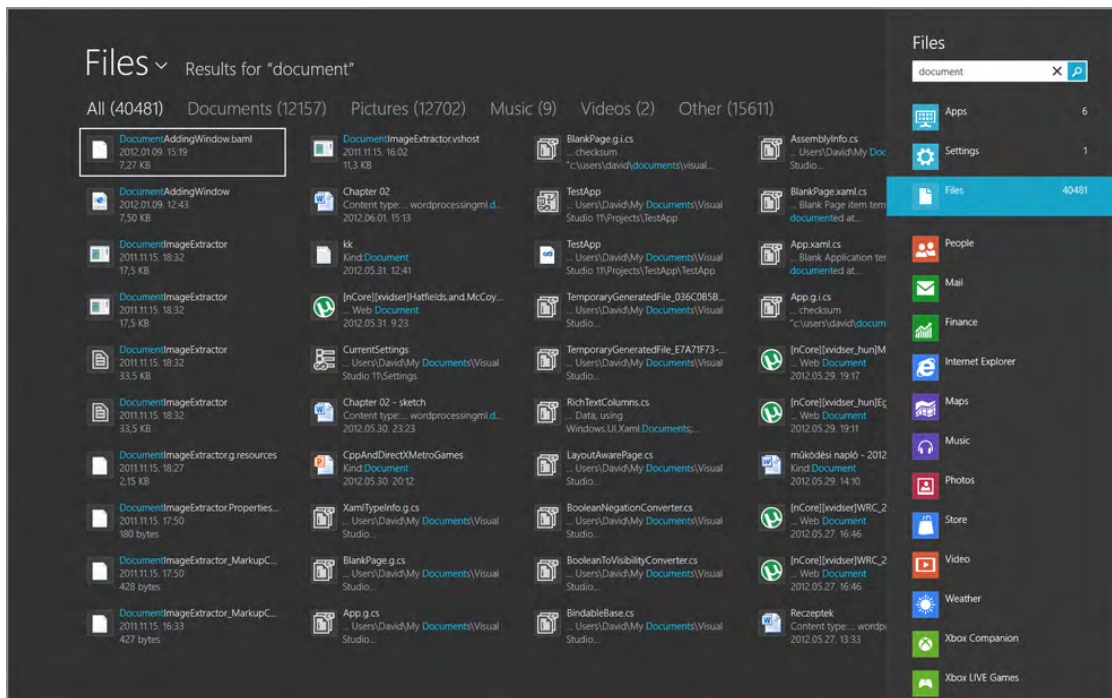 Files
Results for "document"
All (40481) Documents (12157) Pictures (12702) Music (9) Videos (2) Other (15611)
DocumentAddingWindow.baml
2012.01.09. 15:19
7,27 KB
DocumentAddingWindow
2012.01.09. 12:43
7,50 KB
DocumentImageExtractor
2011.11.15. 18:32
17,5 KB
DocumentImageExtractor
2011.11.15. 18:32
17,5 KB
DocumentImageExtractor
2011.11.15. 18:32
33,5 KB
DocumentImageExtractor
2011.11.15. 18:32
33,5 KB
DocumentImageExtractor.g.resources
2011.11.15. 18:27
2,15 KB
DocumentImageExtractor.Properties...
2011.11.15. 17:50
180 bytes
DocumentImageExtractor_MarkupC...
2011.11.15. 17:50
428 bytes
DocumentImageExtractor_MarkupC...
2011.11.15. 16:33
427 bytes
DocumentImageExtractor.vshost
2011.11.15. 16:02
11,3 KB
Chapter 02
Content type:... wordprocessingml.d...
2012.06.01. 15:13
kk
Kind:Document
2012.05.31. 12:41
[nCore][xvidser]Hatfields.and.McCoy...
... Web Document
2012.05.31. 9:23
CurrentSettings
... Users\David\My Documents\Visual
Studio 11\Settings
Chapter 02 - sketch
Content type:... wordprocessingml.d...
2012.05.30. 23:23
CppAndDirectXMetroGames
Kind:Document
2012.05.30. 20:12
XamlTypeInfo.g.cs
... Users\David\My Documents\Visual
Studio...
BlankPage.g.cs
... Users\David\My Documents\Visual
Studio...
App.g.cs
... Users\David\My Documents\Visual
Studio...
BlankPage.g.i.cs
... checksum
"c:\users\david\documents\visual...
TestApp
... Users\David\My Documents\Visual
Studio 11\Projects\TestApp
TestApp
... Users\David\My Documents\Visual
Studio 11\Projects\TestApp\TestApp
TemporaryGeneratedFile_036C0B5B...
... Users\David\My Documents\Visual
Studio...
TemporaryGeneratedFile_E7A71F73-...
... Users\David\My Documents\Visual
Studio...
RichTextColumns.cs
... Data; using
Windows.UI.Xaml.Documents;...
LayoutAwarePage.cs
... Users\David\My Documents\Visual
Studio...
BooleanNegationConverter.cs
... Users\David\My Documents\Visual
Studio...
BooleanToVisibilityConverter.cs
... Users\David\My Documents\Visual
Studio...
BindableBase.cs
... Users\David\My Documents\Visual
Studio...
AssemblyInfo.cs
... Users\David\My Doc
Studio...
BlankPage.xaml.cs
... Blank Page item tem
documented at...
App.xaml.cs
... Blank Application ter
documented at...
App.g.i.cs
... checksum
"c:\users\david\docum
[nCore][xvidser_hun]M
... Web Document
2012.05.29. 19:17
[nCore][xvidser_hun]Eg
... Web Document
2012.05.29. 19:11
működési napló - 2012
Kind:Document
2012.05.29. 14:10
[nCore][xvidser]WRC_2
... Web Document
2012.05.27. 16:46
[nCore][xvidser]WRC_2
... Web Document
2012.05.27. 16:46
Reczeptek
Content type:... wordpr
2012.05.27. 13:33
Files
document
Apps 6
Settings 1
Files 40481
People
Mail
Finance
Internet Explorer
Maps
Music
Photos
Store
Video
Weather
Xbox Companion
Xbox LIVE Games